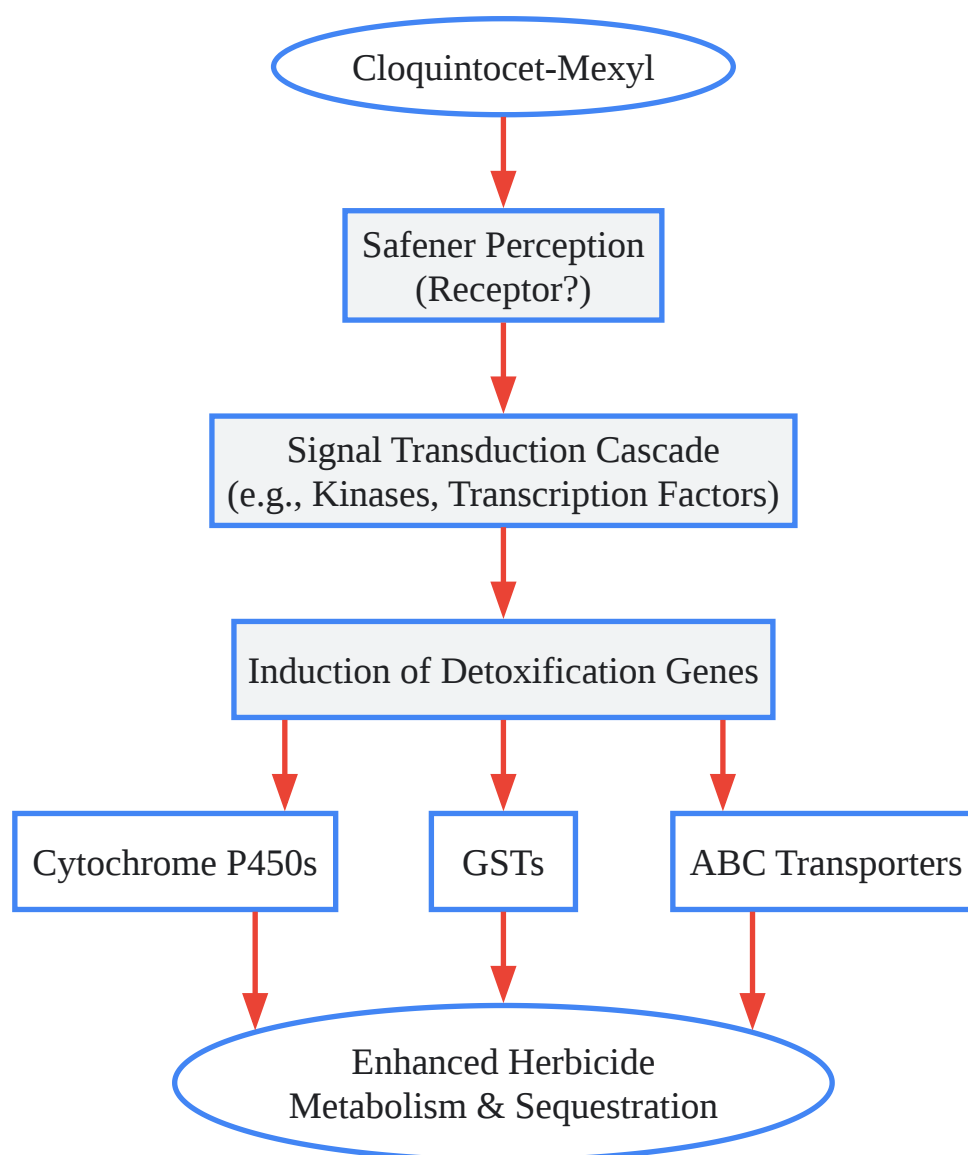 Cloquintocet-Mexyl
Safener Perception
(Receptor?)
Signal Transduction Cascade
(e.g., Kinases, Transcription Factors)
Induction of Detoxification Genes
Cytochrome P450s
GSTs
ABC Transporters
Enhanced Herbicide
Metabolism & Sequestration